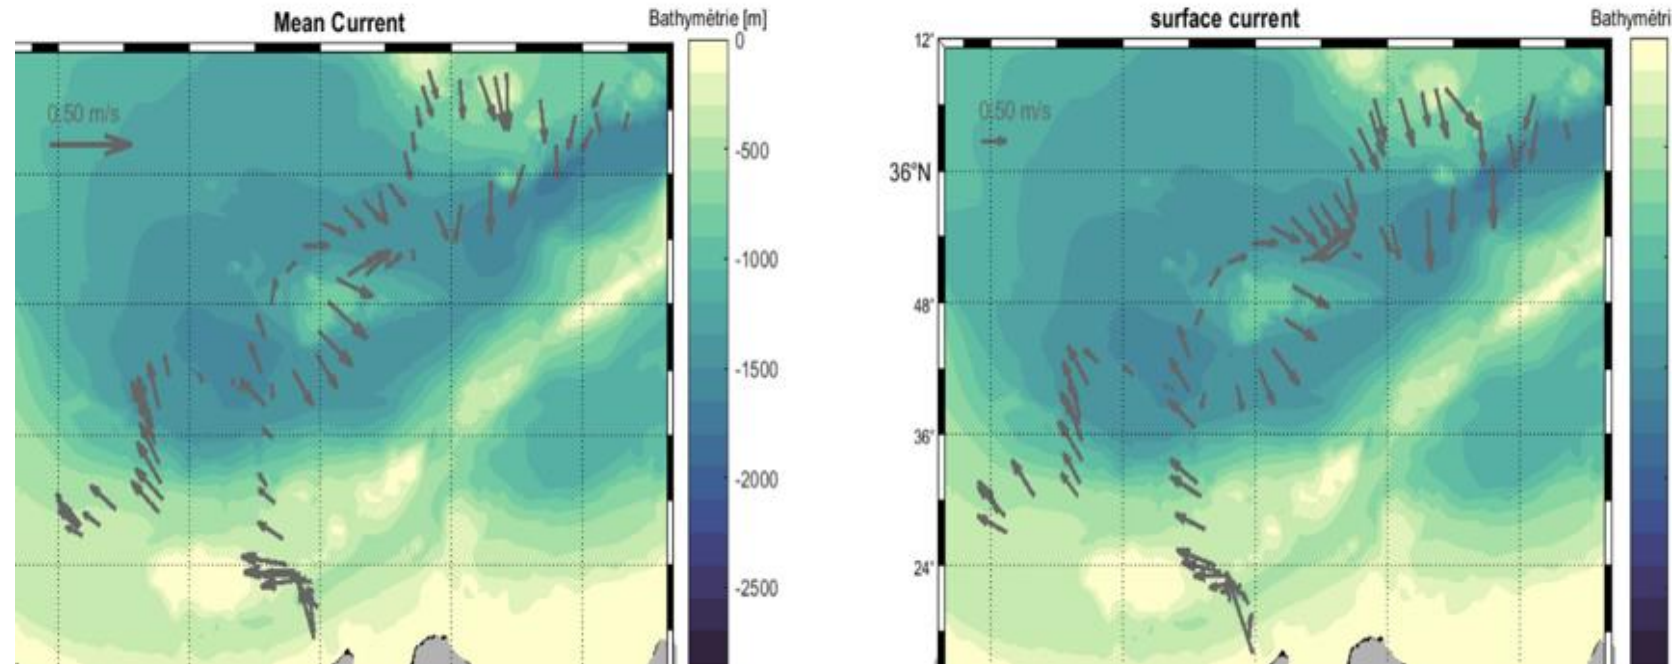 Mean Current
Bathymétrie [m]
0.50 m/s
0
-500
-1000
-1500
-2000
-2500
surface current
Bathymétri
0.50 m/s
12'
36°N
48'
36'
24'